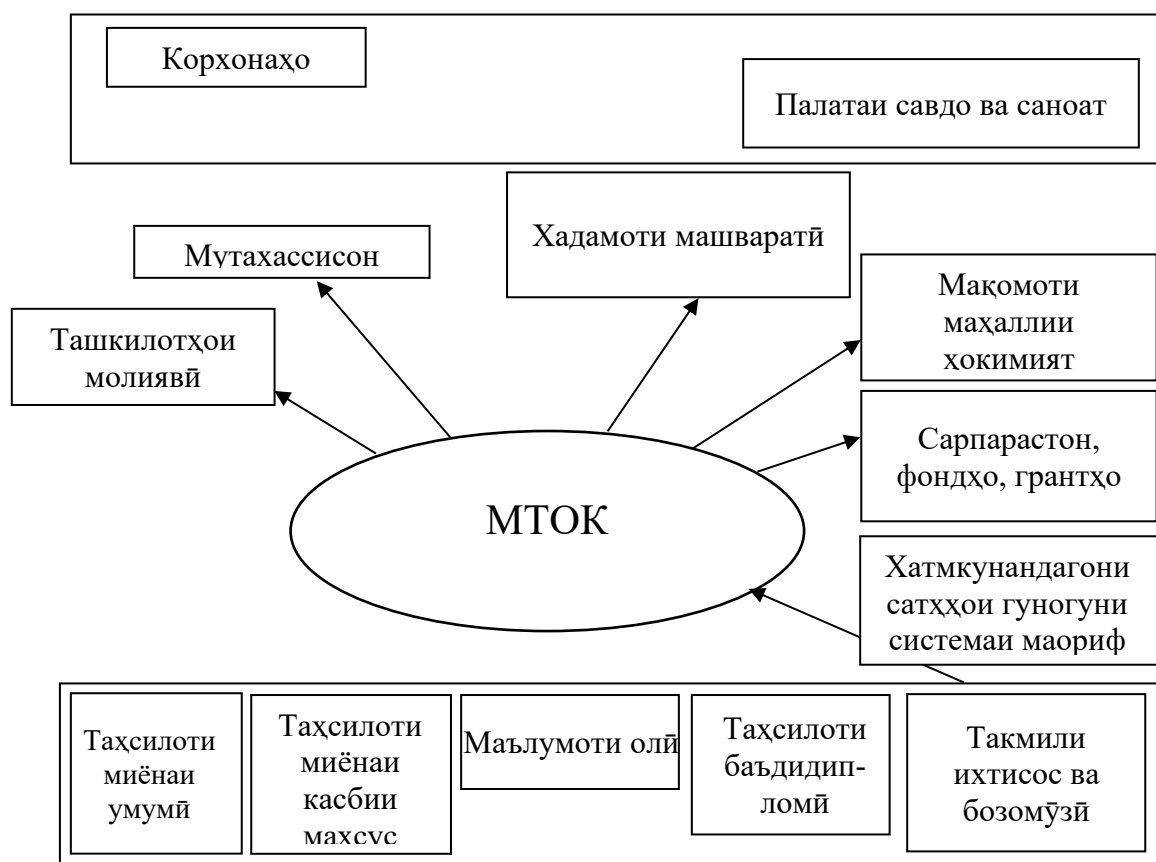 Корхонаҳо
Палатаи савдо ва саноат
Хадамоти машваратӣ
Мутахассисон
Мақомоти
маҳаллии
ҳокимият
Ташкилотҳои
молиявӣ
Сарпарастон,
фондҳо, грантҳо
МТОК
Хатмкунандагони
сатҳҳои гуногуни
системаи маориф
Таҳсилоти
миёнаи
умумӣ
Таҳсилоти
миёнаи
касбии
махсус
Маълумоти олӣ
Таҳсилоти
баъдидип-
ломӣ
Такмили
ихтисос ва
бозомӯзӣ